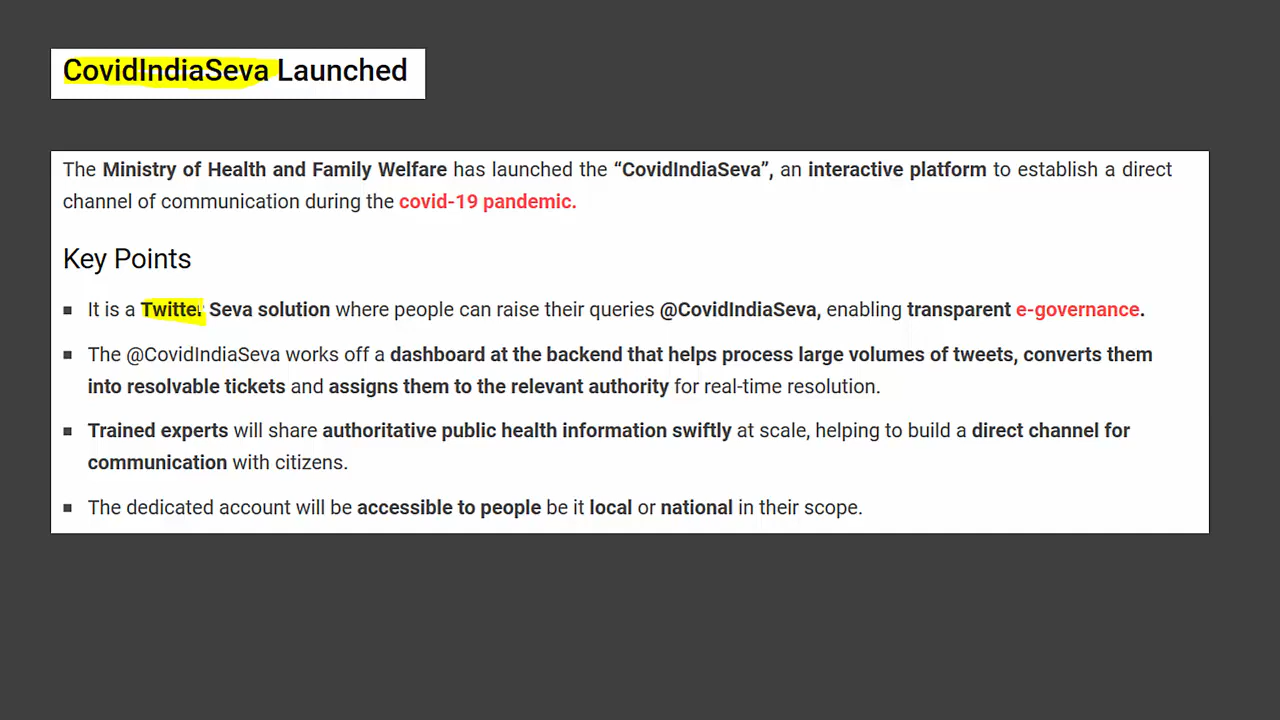 CovidIndiaSeva Launched
The Ministry of Health and Family Welfare has launched the “CovidIndiaSeva”, an interactive platform to establish a direct
channel of communication during the covid-19 pandemic.
Key Points
▪ It is a Twitter Seva solution where people can raise their queries @CovidIndiaSeva, enabling transparent e-governance.
▪ The @CovidIndiaSeva works off a dashboard at the backend that helps process large volumes of tweets, converts them
into resolvable tickets and assigns them to the relevant authority for real-time resolution.
▪ Trained experts will share authoritative public health information swiftly at scale, helping to build a direct channel for
communication with citizens.
▪ The dedicated account will be accessible to people be it local or national in their scope.